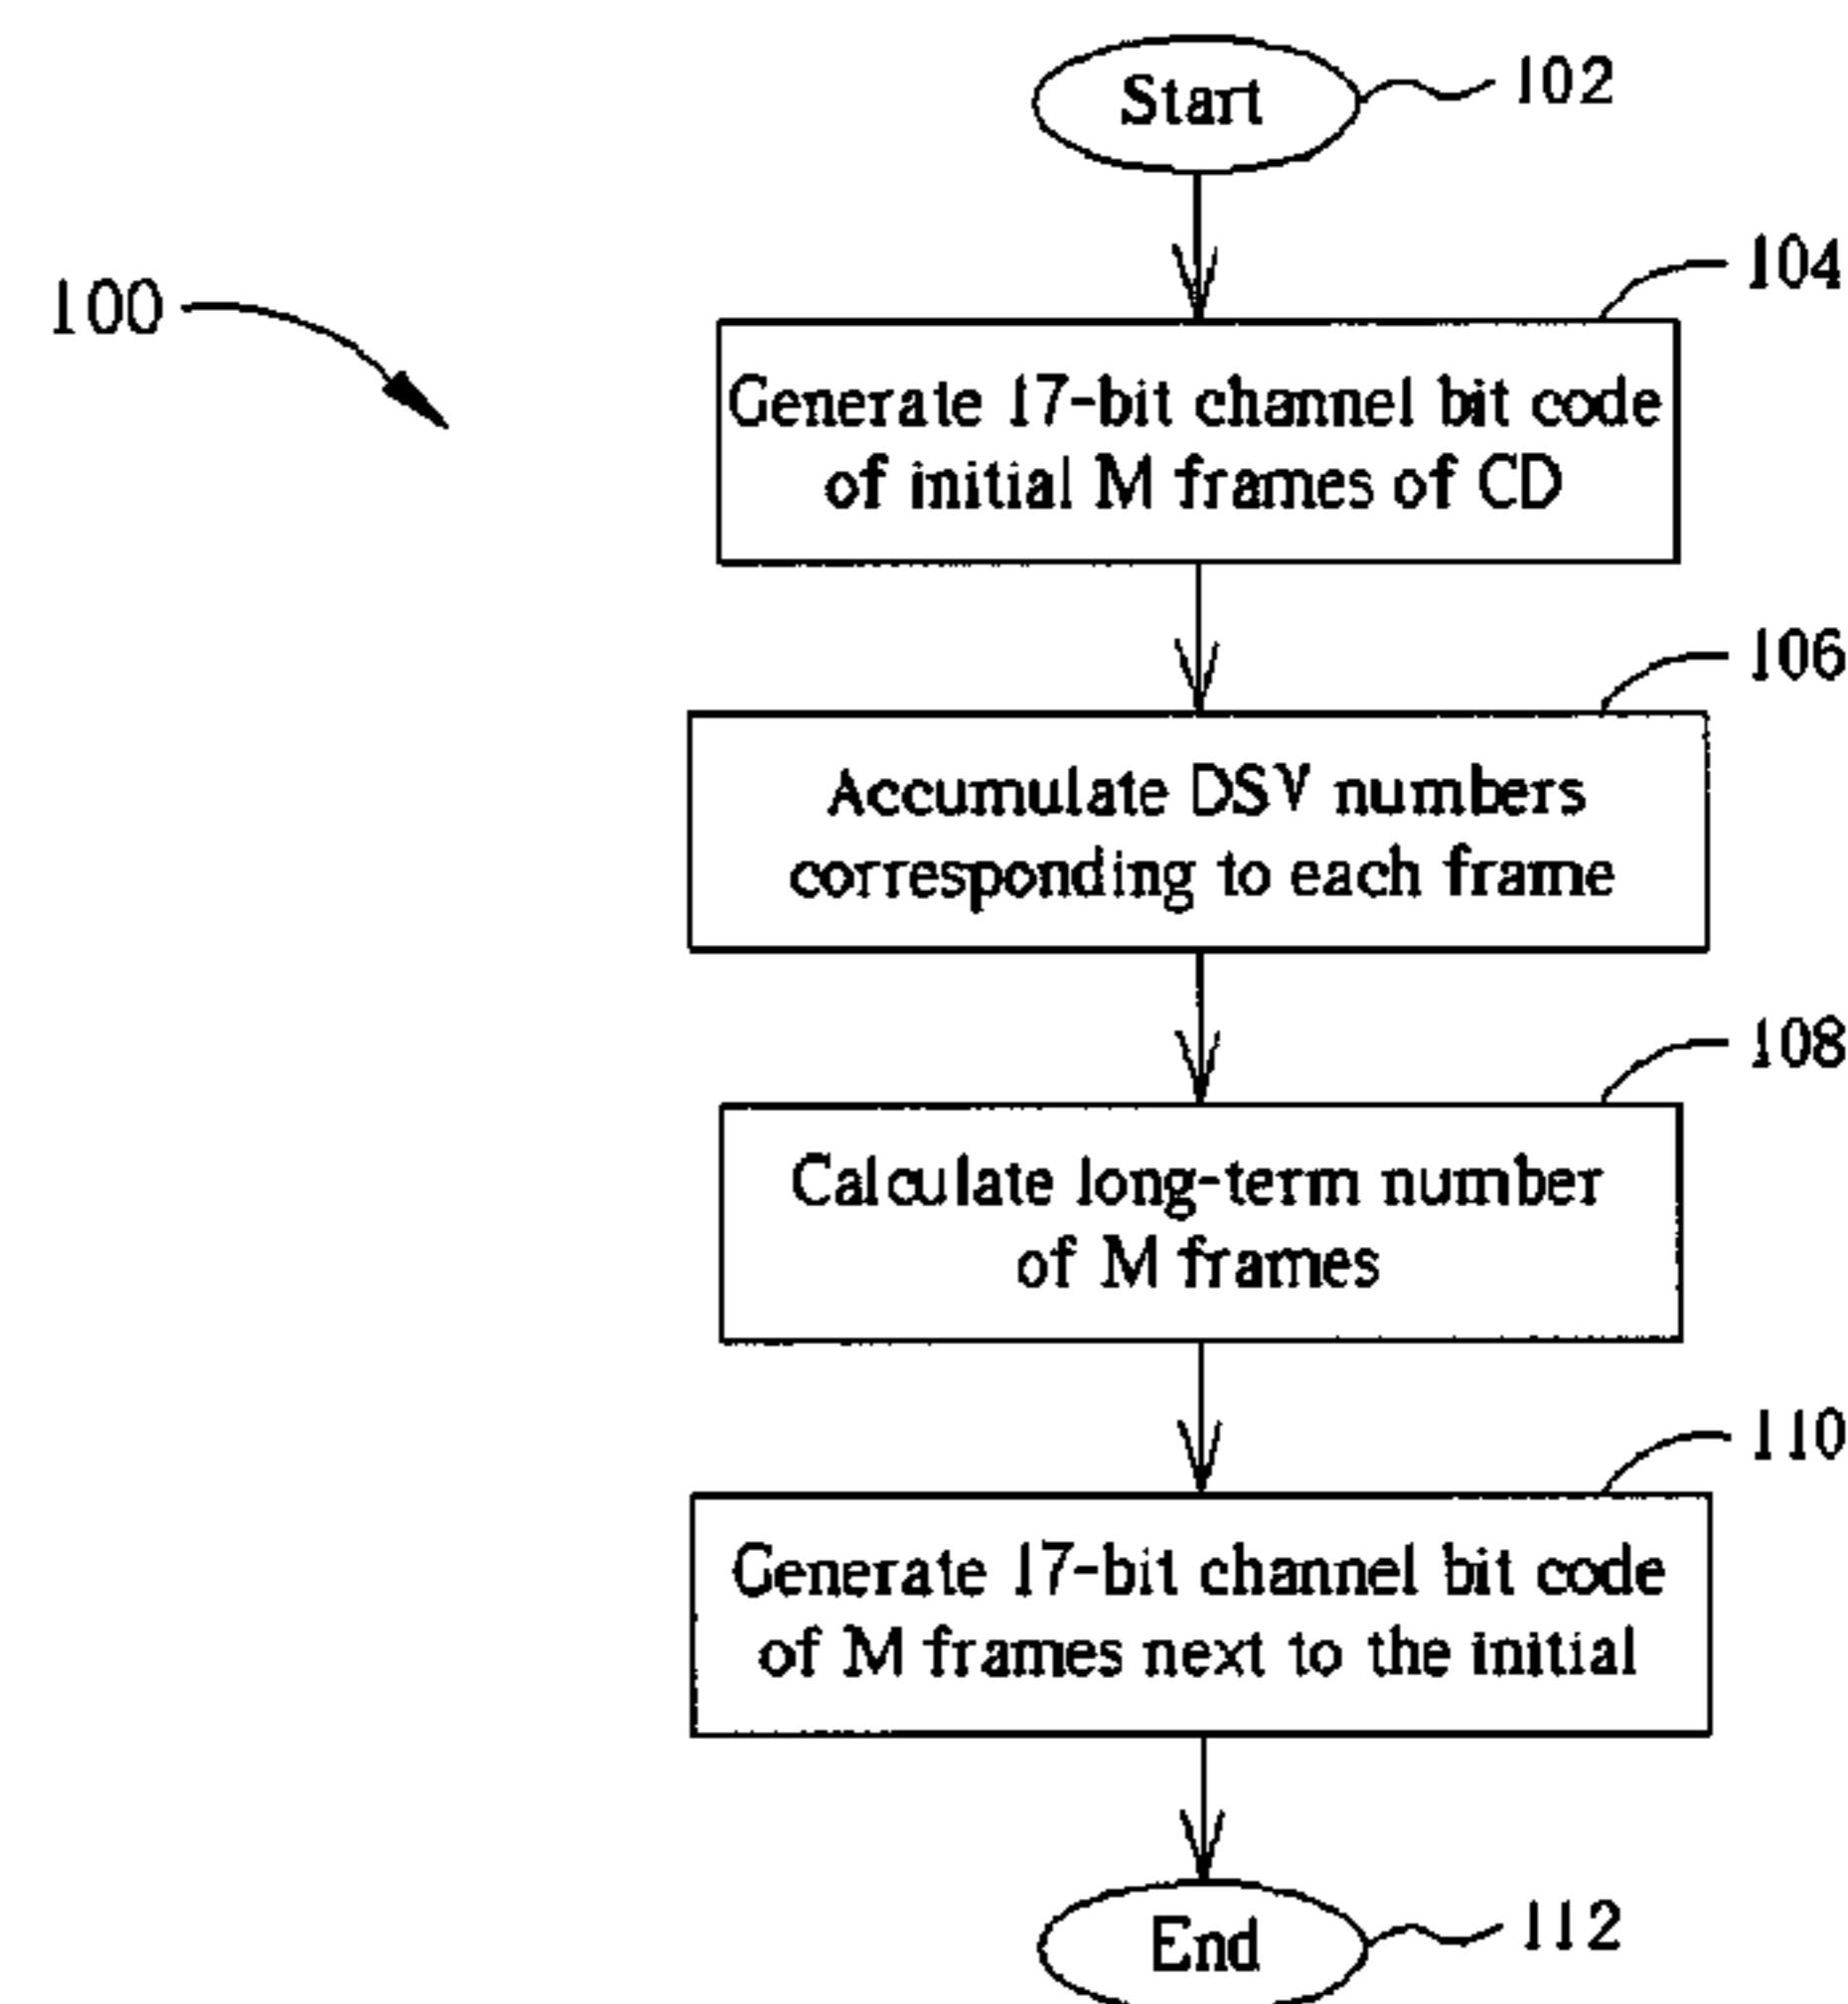 Start
102
100
104
Generate 17-bit channel bit code
of initial M frames of CD
106
Accumulate DSV numbers
corresponding to each frame
108
Calculate long-term number
of M frames
110
Generate 17-bit channel bit code
of M frames next to the initial
End
112